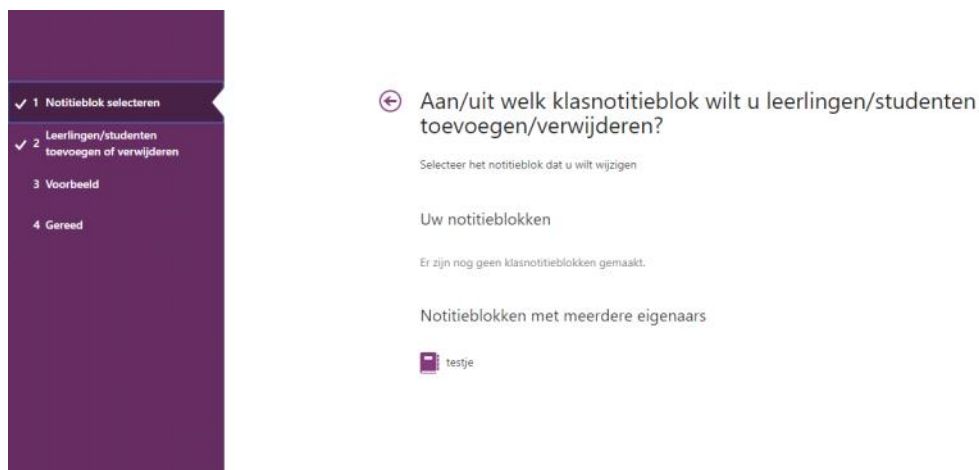 1 Notitieblok selecteren
2 Leerlingen/studenten
toevoegen of verwijderen
3 Voorbeeld
4 Gereed
Aan/uit welk klasnotitieblok wilt u leerlingen/studenten
toevoegen/verwijderen?
Selecteer het notitieblok dat u wilt wijzigen
Uw notitieblokken
Er zijn nog geen klasnotitieblokken gemaakt.
Notitieblokken met meerdere eigenaars
testje